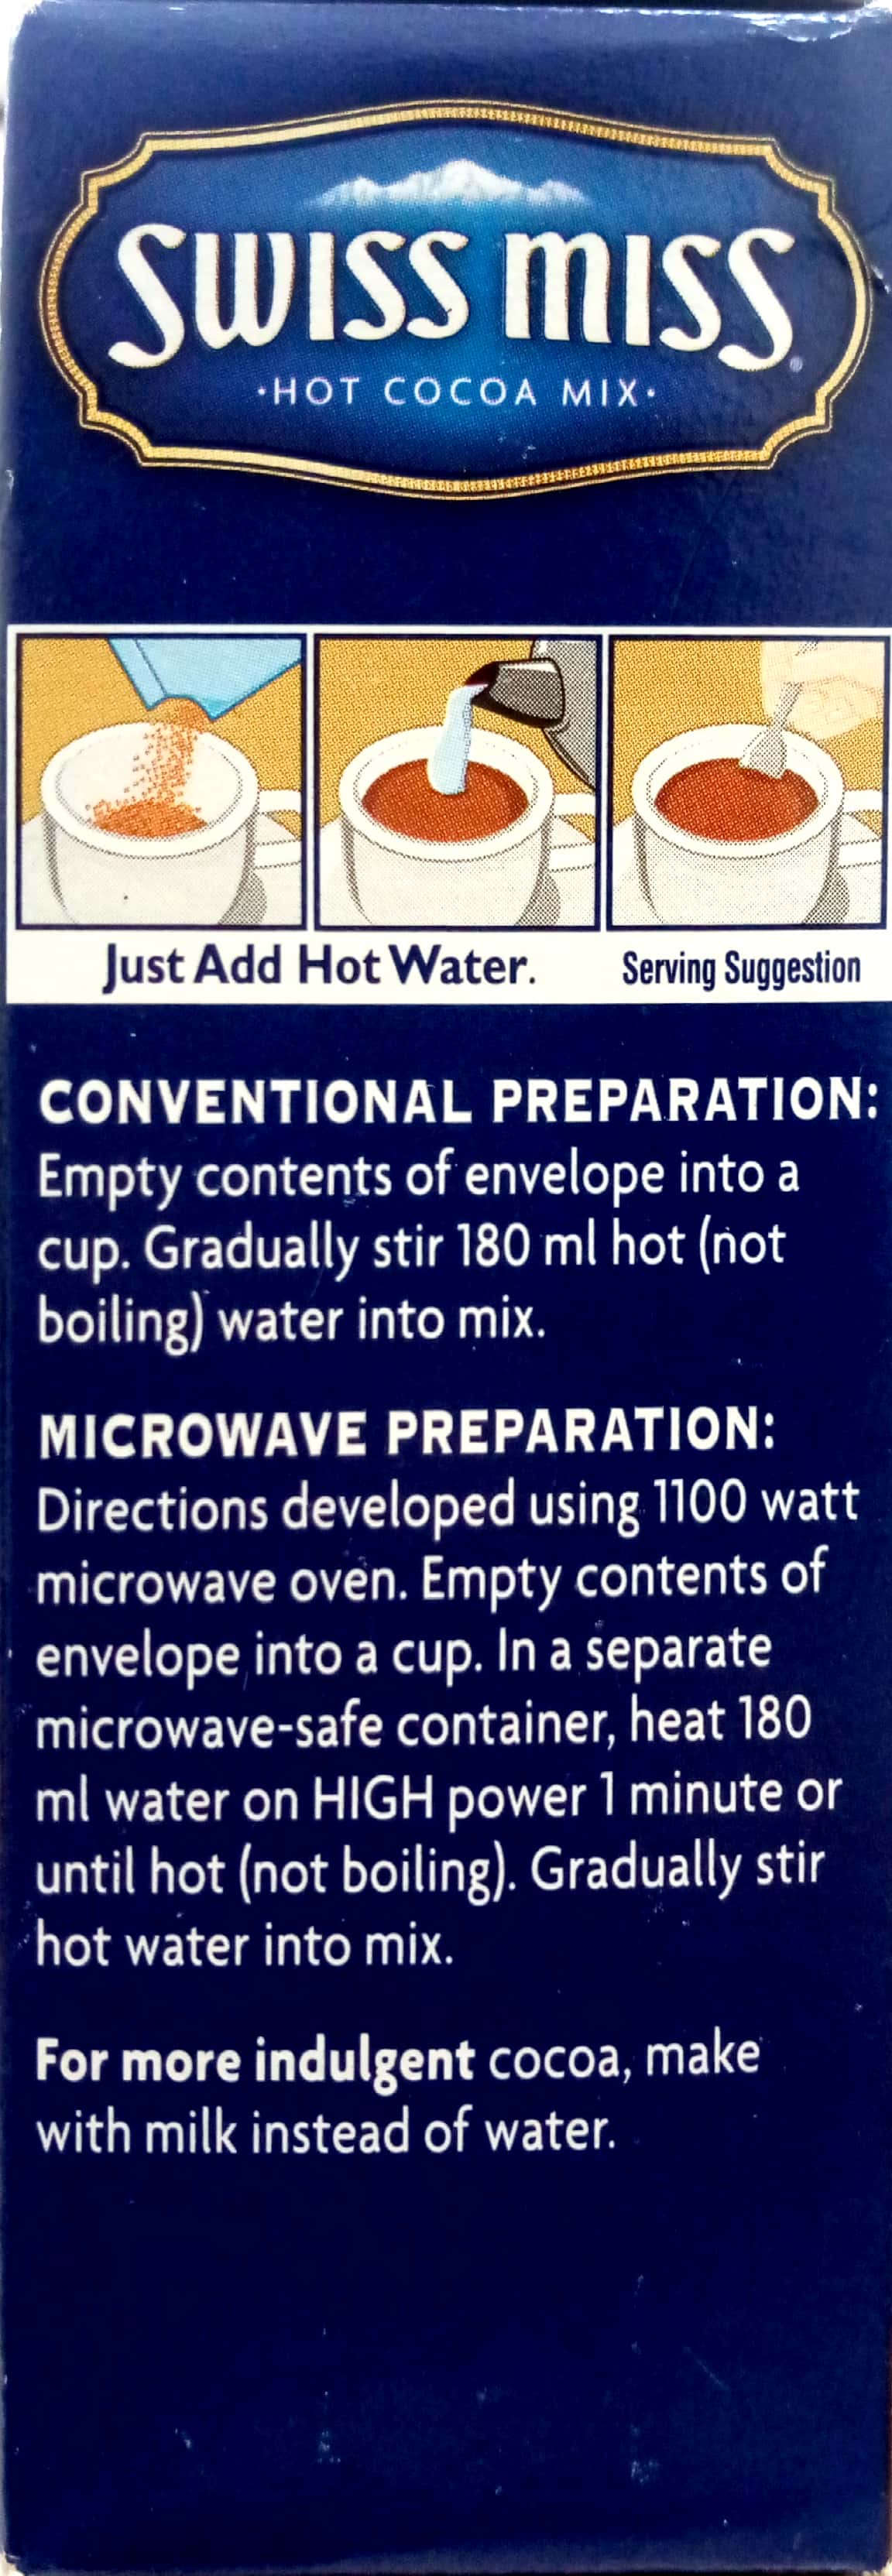 SWISS MISS®
·HOT COCOA MIX·
Just Add Hot Water.
Serving Suggestion
CONVENTIONAL PREPARATION:
Empty contents of envelope into a
cup. Gradually stir 180 ml hot (not
boiling) water into mix.
MICROWAVE PREPARATION:
Directions developed using 1100 watt
microwave oven. Empty contents of
envelope into a cup. In a separate
microwave-safe container, heat 180
ml water on HIGH power 1 minute or
until hot (not boiling). Gradually stir
hot water into mix.
For more indulgent cocoa, make
with milk instead of water.